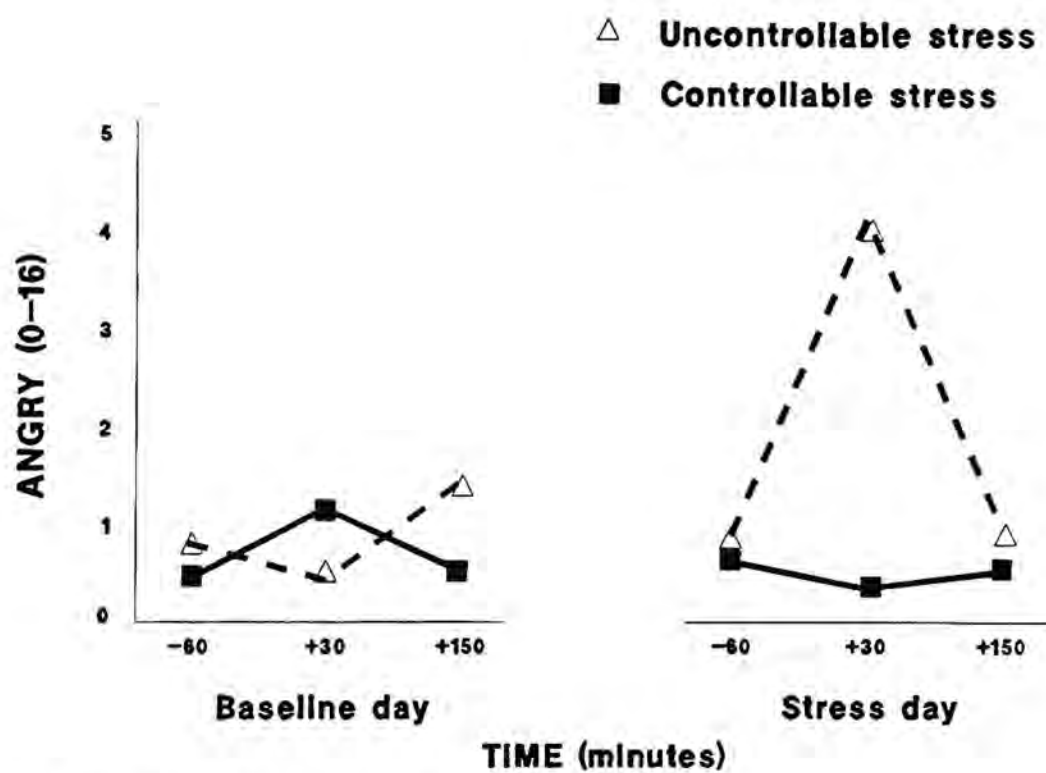 Uncontrollable stress
Controllable stress
5
4
3
2
1
0
ANGRY (0–16)
−60 +30 +150 −60 +30 +150
Baseline day Stress day
TIME (minutes)